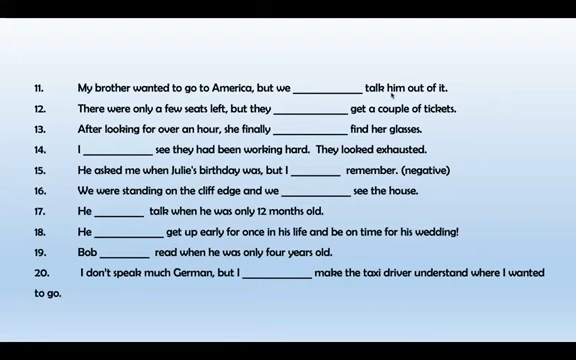 11. My brother wanted to go to America, but we ____________ talk him out of it.
12. There were only a few seats left, but they _____________ get a couple of tickets.
13. After looking for over an hour, she finally _____________ find her glasses.
14. I ____________ see they had been working hard. They looked exhausted.
15. He asked me when Julie's birthday was, but I _________ remember. (negative)
16. We were standing on the cliff edge and we ____________ see the house.
17. He _________ talk when he was only 12 months old.
18. He ______________ get up early for once in his life and be on time for his wedding!
19. Bob _________ read when he was only four years old.
20. I don't speak much German, but I ____________ make the taxi driver understand where I wanted
to go.